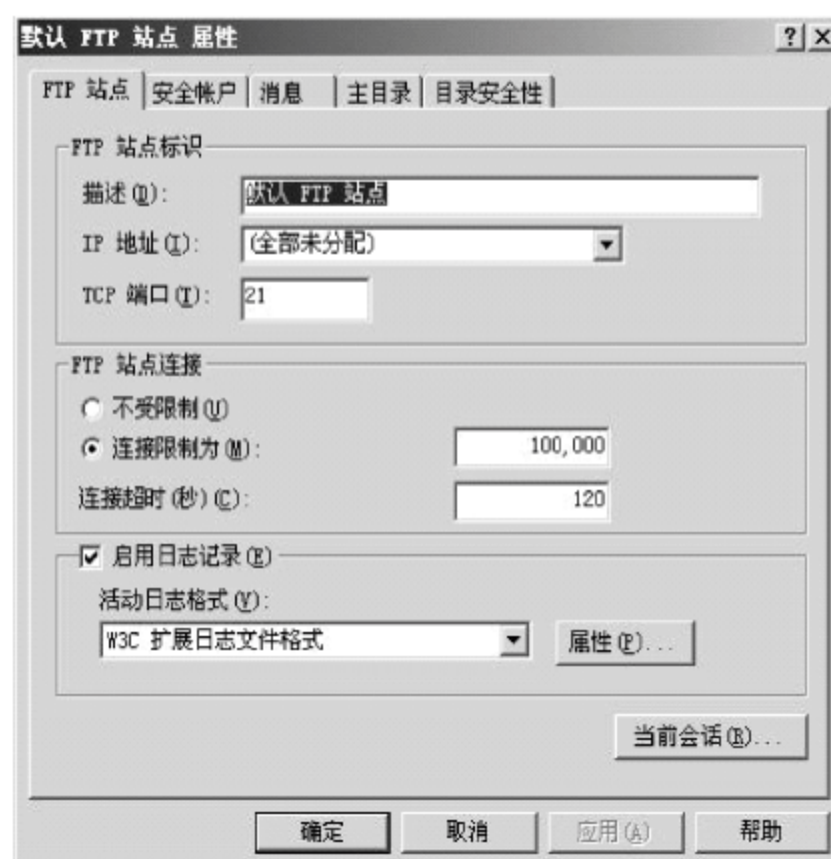 默认 FTP 站点 属性
FTP 站点 安全帐户 消息 主目录 目录安全性
FTP 站点标识
描述(D): 默认 FTP 站点
IP 地址(I): (全部未分配)
TCP 端口(T): 21
FTP 站点连接
不受限制(U)
连接限制为(M): 100,000
连接超时(秒)(C): 120
启用日志记录(E)
活动日志格式(V):
W3C 扩展日志文件格式 属性(P)...
当前会话(R)...
确定 取消 应用(A) 帮助